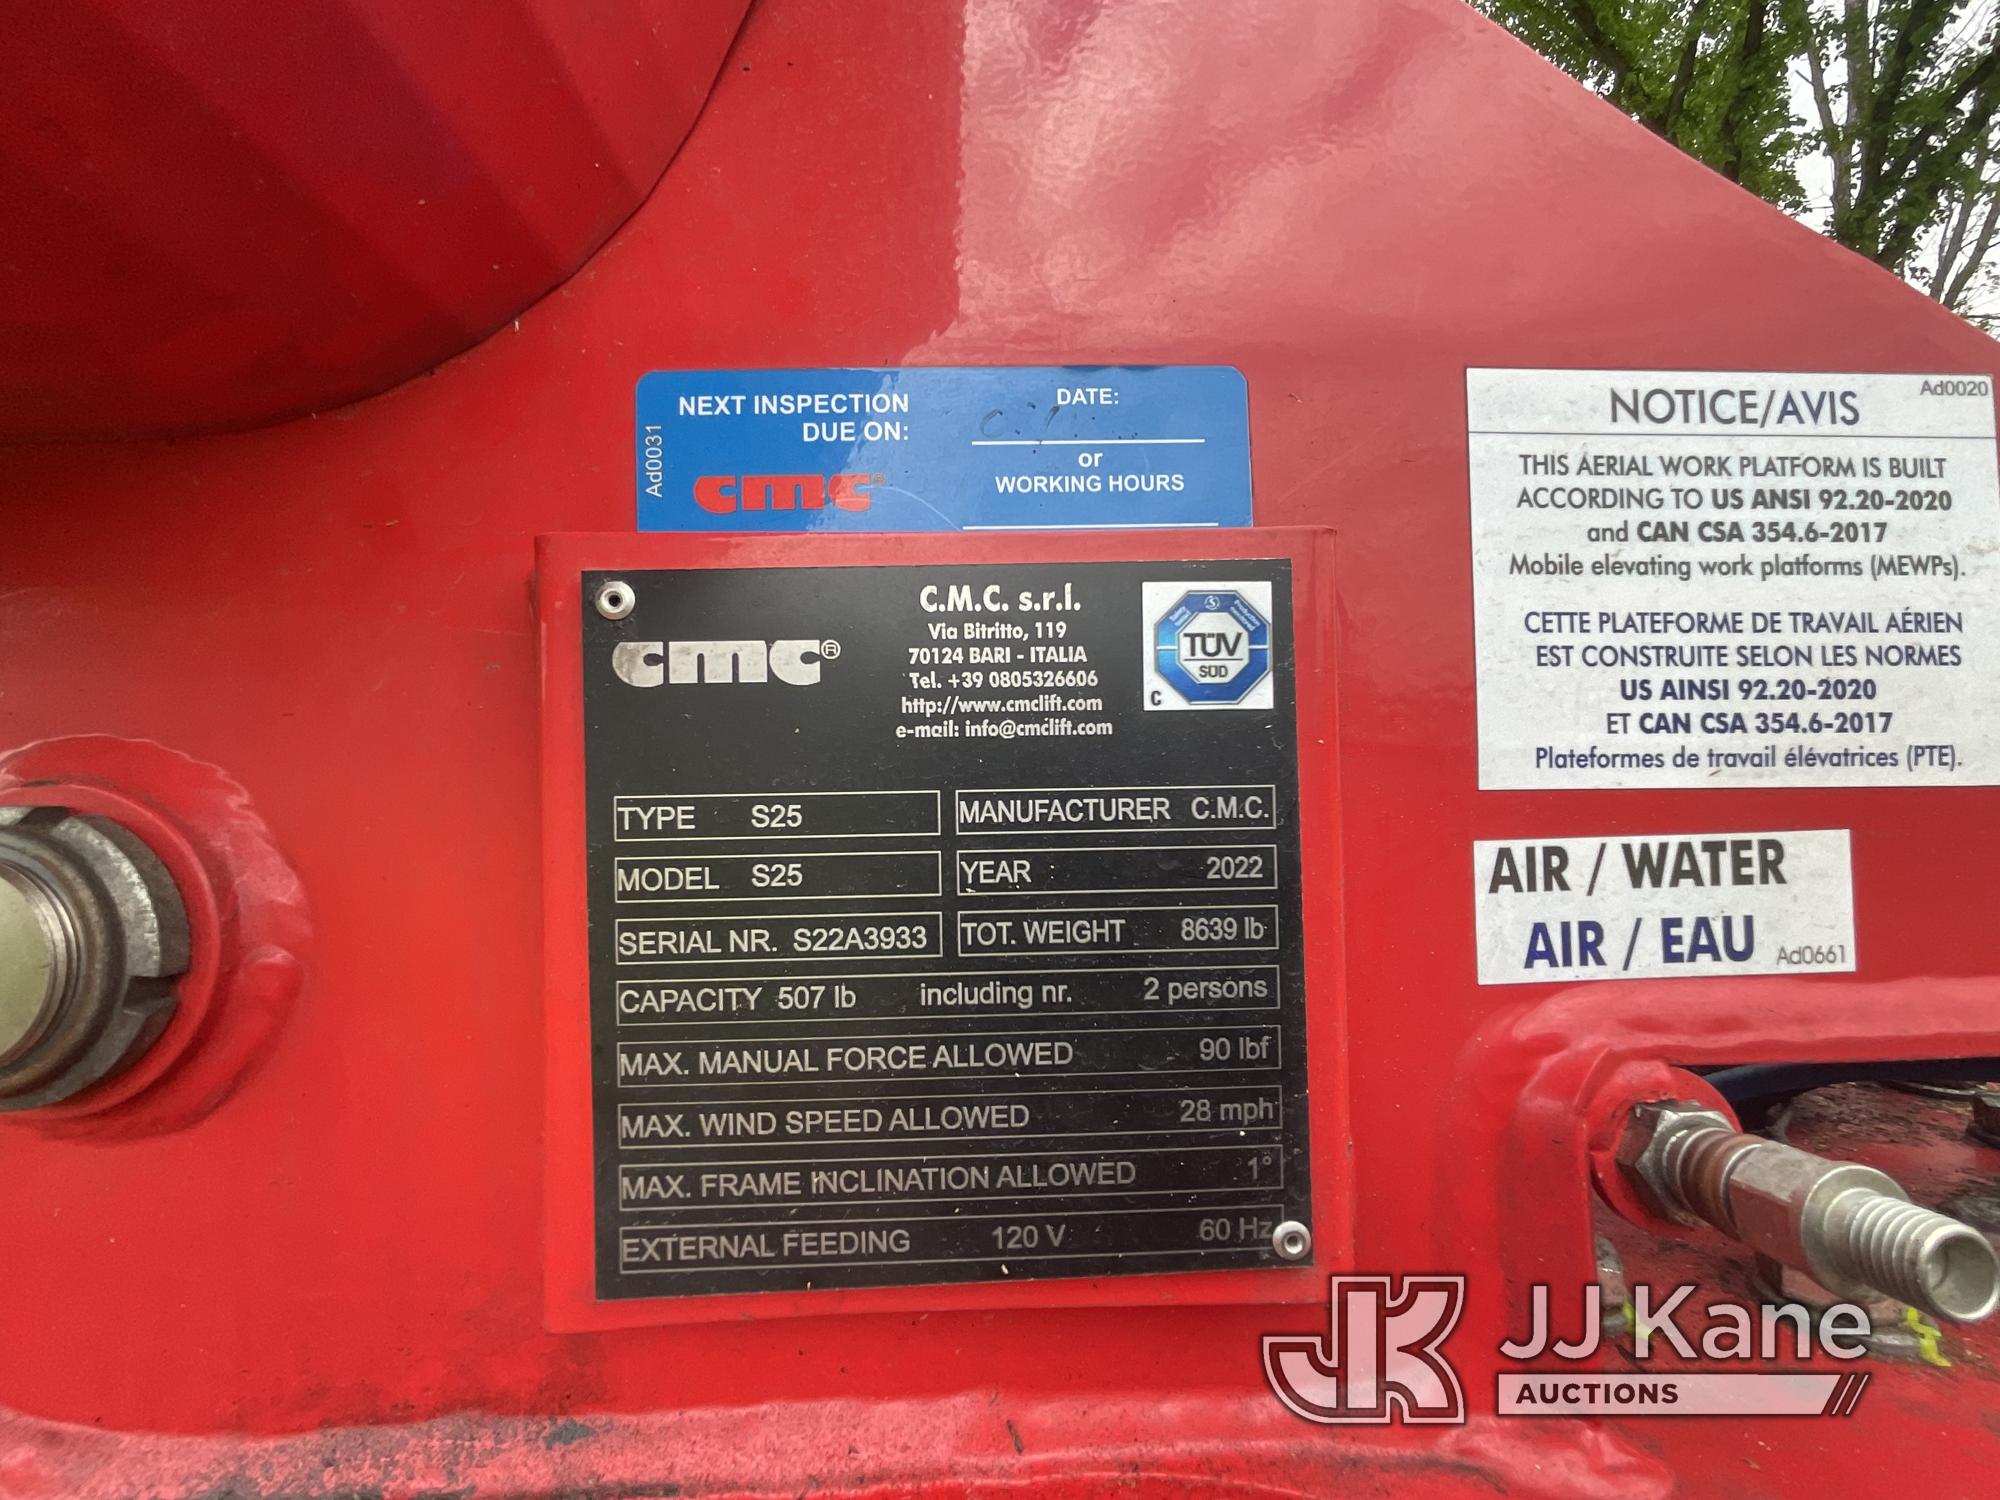 NEXT INSPECTION
DUE ON:
DATE:
or
WORKING HOURS
Ad0031
cmc®
cmc®
C.M.C. s.r.l.
Via Bitritto, 119
70124 BARI - ITALIA
Tel. +39 0805326606
http://www.cmclift.com
e-mail: info@cmclift.com
TÜV
SÜD
C
TYPE S25
MANUFACTURER C.M.C.
MODEL S25
YEAR 2022
SERIAL NR. S22A3933
TOT. WEIGHT 8639 lb
CAPACITY 507 lb including nr. 2 persons
MAX. MANUAL FORCE ALLOWED 90 lbf
MAX. WIND SPEED ALLOWED 28 mph
MAX. FRAME INCLINATION ALLOWED 1°
EXTERNAL FEEDING 120 V 60 Hz
Ad0020
NOTICE/AVIS
THIS AERIAL WORK PLATFORM IS BUILT
ACCORDING TO US ANSI 92.20-2020
and CAN CSA 354.6-2017
Mobile elevating work platforms (MEWPs).
CETTE PLATEFORME DE TRAVAIL AÉRIEN
EST CONSTRUITE SELON LES NORMES
US AINSI 92.20-2020
ET CAN CSA 354.6-2017
Plateformes de travail élévatrices (PTE).
AIR / WATER
AIR / EAU Ad0661
JK
JJ Kane
AUCTIONS